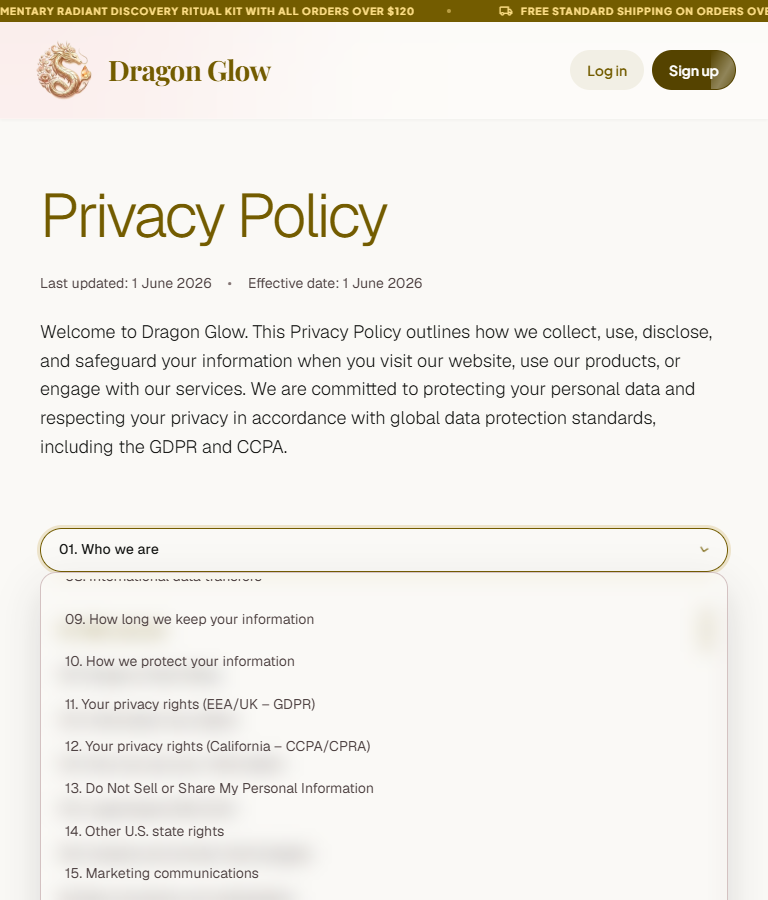 MENTARY RADIANT DISCOVERY RITUAL KIT WITH ALL ORDERS OVER $120 • FREE STANDARD SHIPPING ON ORDERS OVE
Dragon Glow
Log in
Sign up
Privacy Policy
Last updated: 1 June 2026 • Effective date: 1 June 2026
Welcome to Dragon Glow. This Privacy Policy outlines how we collect, use, disclose,
and safeguard your information when you visit our website, use our products, or
engage with our services. We are committed to protecting your personal data and
respecting your privacy in accordance with global data protection standards,
including the GDPR and CCPA.
01. Who we are
08. International data transfers
09. How long we keep your information
10. How we protect your information
11. Your privacy rights (EEA/UK – GDPR)
12. Your privacy rights (California – CCPA/CPRA)
13. Do Not Sell or Share My Personal Information
14. Other U.S. state rights
15. Marketing communications